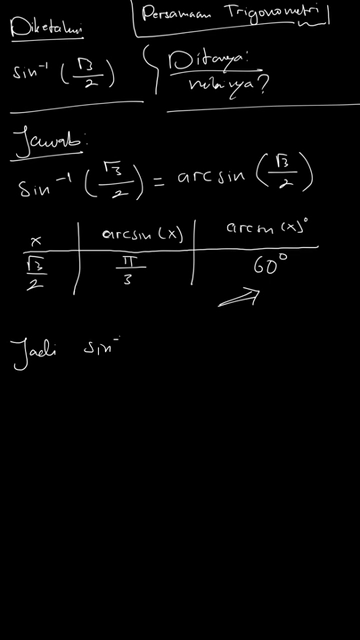 Persamaan Trigonometri
Diketahui
sin⁻¹ (√3/2)
Ditanya:
nilainya?
Jawab:
sin⁻¹ (√3/2) = arcsin (√3/2)
x | arcsin (x) | arcsin (x)°
√3/2 | π/3 | 60°
Jadi sin⁻